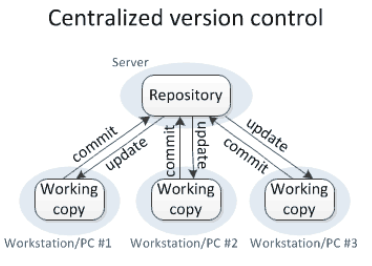 Centralized version control
Server
Repository
commit
update
commit
update
update
commit
Working
copy
Working
copy
Working
copy
Workstation/PC #1
Workstation/PC #2
Workstation/PC #3